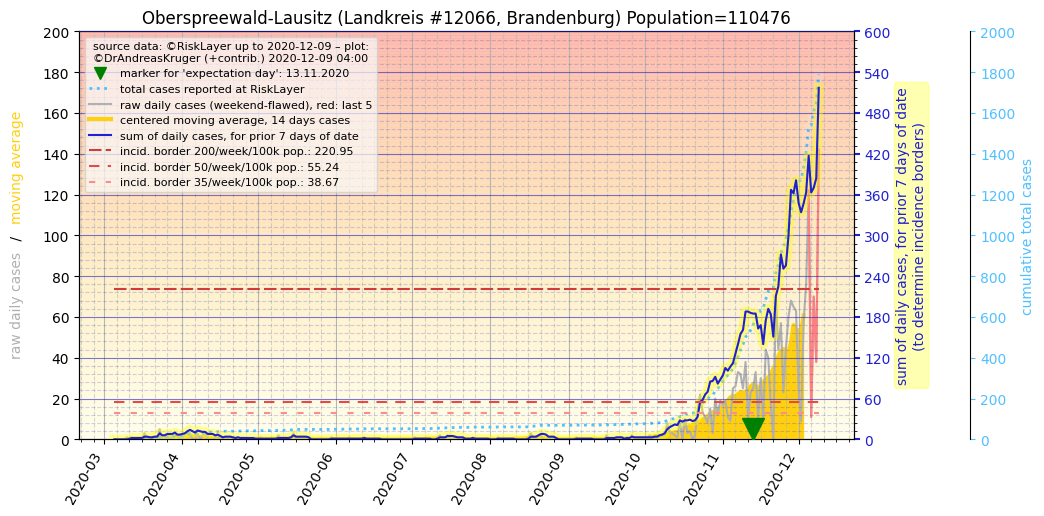 Oberspreewald-Lausitz (Landkreis #12066, Brandenburg) Population=110476
source data: ©RiskLayer up to 2020-12-09 – plot:
©DrAndreasKruger (+contrib.) 2020-12-09 04:00
marker for 'expectation day': 13.11.2020
total cases reported at RiskLayer
raw daily cases (weekend-flawed), red: last 5
centered moving average, 14 days cases
sum of daily cases, for prior 7 days of date
incid. border 200/week/100k pop.: 220.95
incid. border 50/week/100k pop.: 55.24
incid. border 35/week/100k pop.: 38.67
raw daily cases / moving average
200
180
160
140
120
100
80
60
40
20
0
2020-03
2020-04
2020-05
2020-06
2020-07
2020-08
2020-09
2020-10
2020-11
2020-12
600
540
480
420
360
300
240
180
120
60
0
sum of daily cases, for prior 7 days of date
(to determine incidence borders)
2000
1800
1600
1400
1200
1000
800
600
400
200
0
cumulative total cases